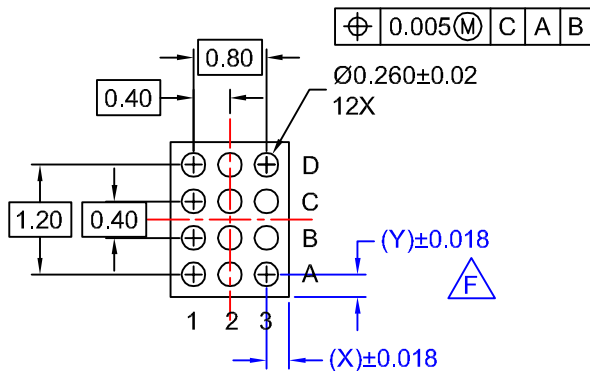 ⌖ 0.005Ⓜ C A B
0.80
Ø0.260±0.02
12X
0.40
D
C
B
A
1.20
0.40
(Y)±0.018
F
1 2 3
(X)±0.018